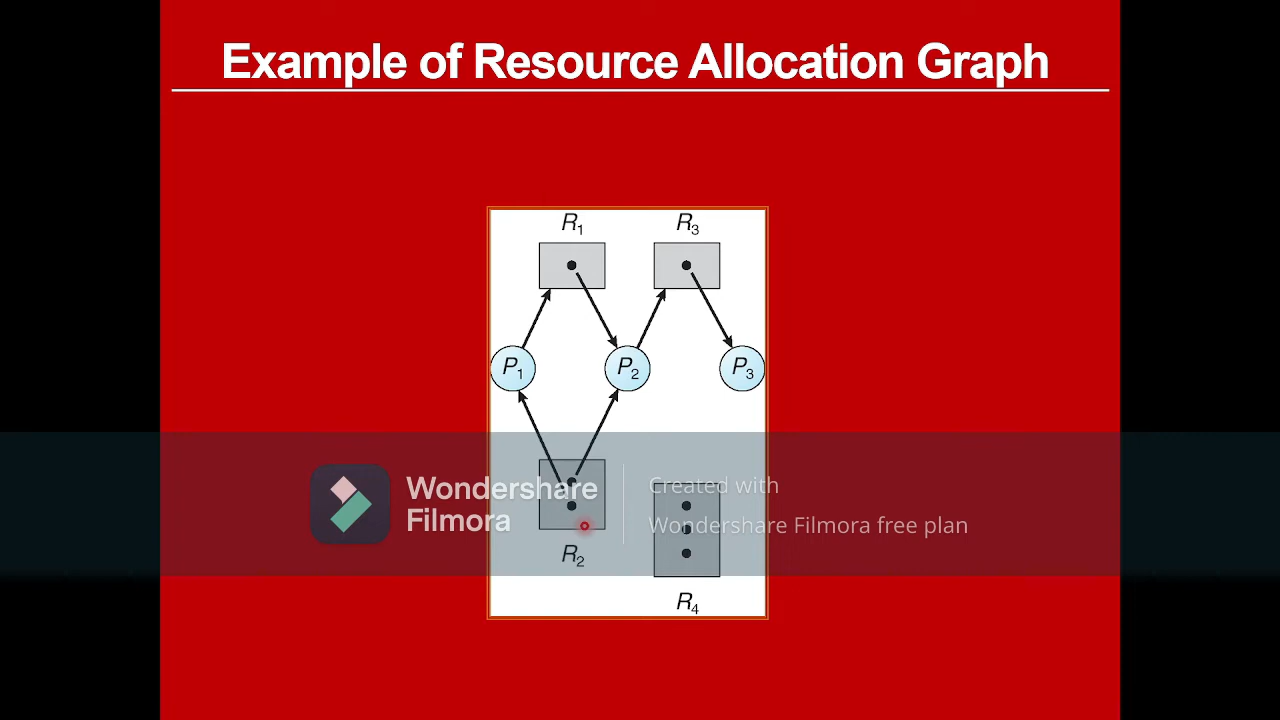 Example of Resource Allocation Graph
R1 R3
P1 P2 P3
Wondershare
Filmora
Created with
Wondershare Filmora free plan
R2
R4